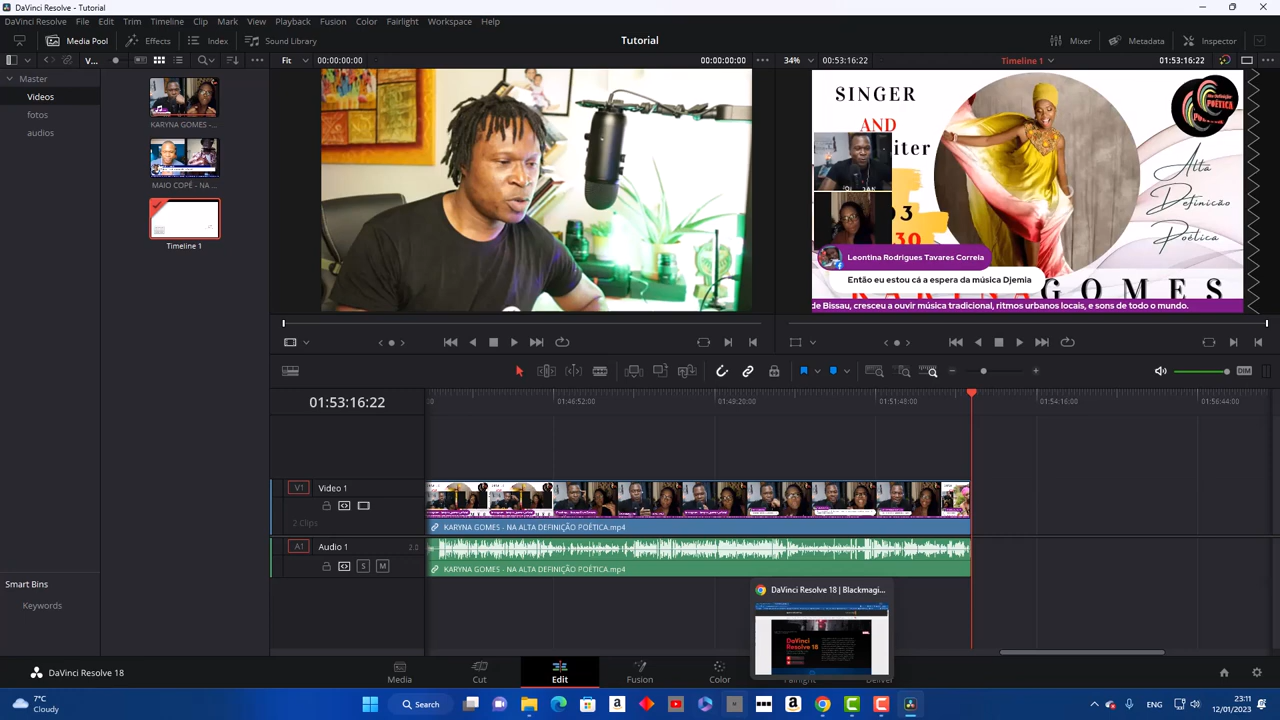 DaVinci Resolve - Tutorial
DaVinci Resolve File Edit Trim Timeline Clip Mark View Playback Fusion Color Fairlight Workspace Help
Media Pool Effects Index Sound Library Tutorial Mixer Metadata Inspector
V... Fit 00:00:00:00 00:00:00:00 34% 00:53:16:22 Timeline 1 01:53:16:22
Master
Videos
fotos
audios
KARYNA GOMES -...
MAIO COPÉ - NA ...
Timeline 1
SINGER
AND
iter
03
30
Alta
Definicão
Poética
POÉTICA
Leontina Rodrigues Tavares Correia
Então eu estou cá a espera da música Djemia
GOMES
de Bissau, cresceu a ouvir música tradicional, ritmos urbanos locais, e sons de todo o mundo.
DIM
01:53:16:22
01:46:52:00 01:49:20:00 01:51:48:00 01:54:16:00 01:56:44:00
V1 Video 1
2 Clips
KARYNA GOMES - NA ALTA DEFINIÇÃO POÉTICA.mp4
A1 Audio 1 2.0
S M
KARYNA GOMES - NA ALTA DEFINIÇÃO POÉTICA.mp4
Smart Bins
Keywords
DaVinci Resolve 18 | Blackmagi...
DaVinci
Resolve 18
DaVinci Resolve 18
Media Cut Edit Fusion Color Fairlight Deliver
7°C
Cloudy
Search
23:11
12/01/2023